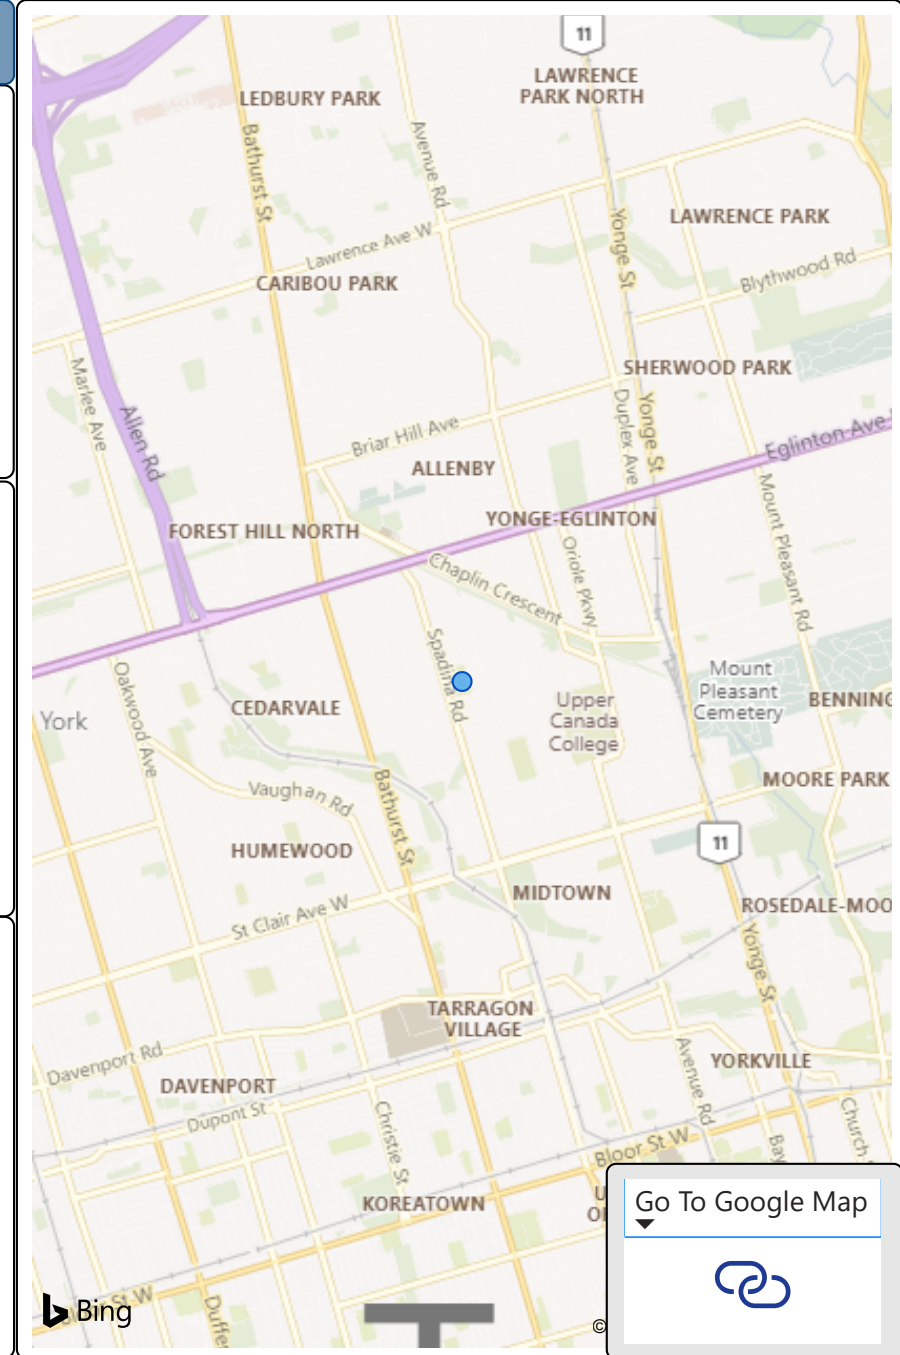 11
LAWRENCE
PARK NORTH
LEDBURY PARK
Bathurst St
Avenue Rd
LAWRENCE PARK
Yonge St
Lawrence Ave W
Blythwood Rd
CARIBOU PARK
SHERWOOD PARK
Marlee Ave
Allen Rd
Duplex Ave
Yonge St
Briar Hill Ave
Eglinton Ave
ALLENBY
Mount Pleasant Rd
YONGE-EGLINTON
FOREST HILL NORTH
Oriole Pkwy
Chaplin Crescent
Spadina Rd
Oakwood Ave
Mount
Pleasant
Cemetery
Upper
Canada
College
BENNING
CEDARVALE
York
Bathurst St
MOORE PARK
Vaughan Rd
11
HUMEWOOD
MIDTOWN
ROSEDALE-MOO
St Clair Ave W
Yonge St
TARRAGON
VILLAGE
Davenport Rd
Avenue Rd
YORKVILLE
DAVENPORT
Dupont St
Christie St
Church
Bloor St W
Bay
KOREATOWN
Go To Google Map
St W
Duffe
Bing
©